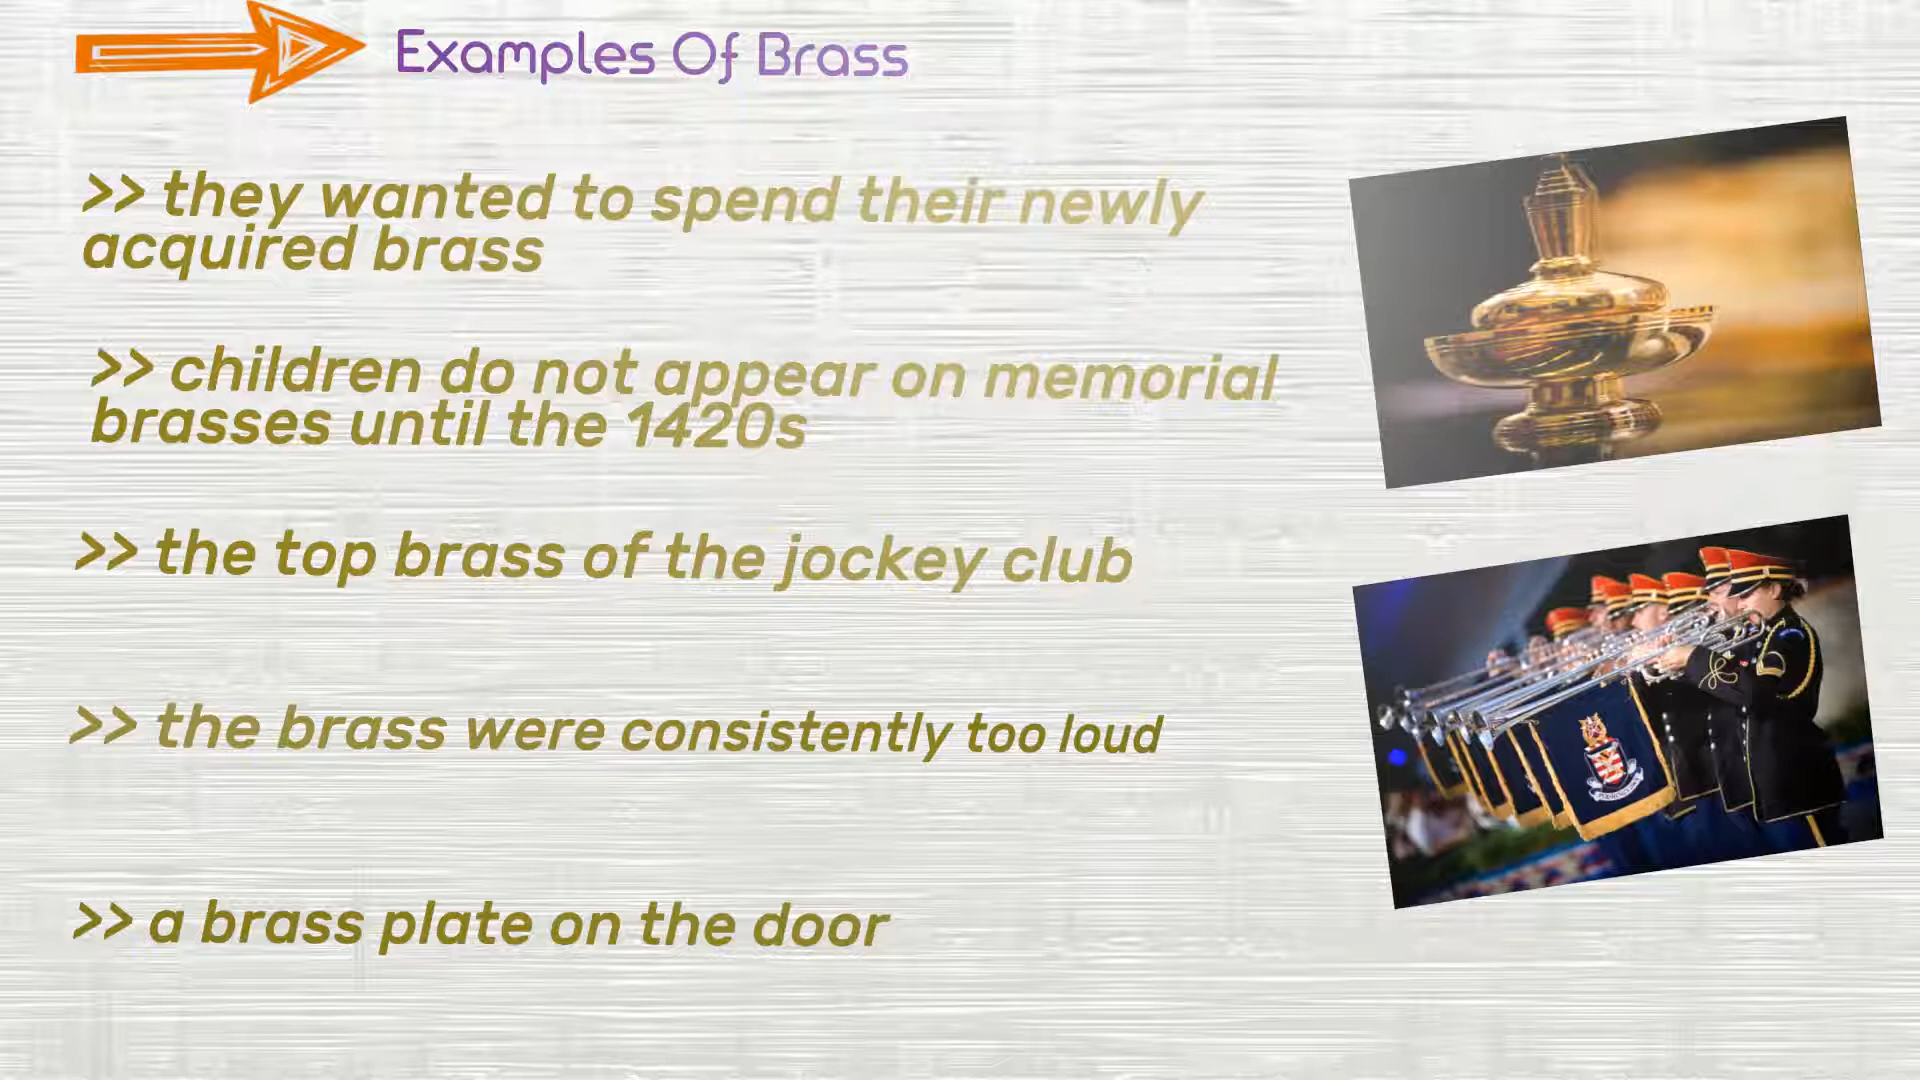 Examples Of Brass
>> they wanted to spend their newly
acquired brass
>> children do not appear on memorial
brasses until the 1420s
>> the top brass of the jockey club
>> the brass were consistently too loud
>> a brass plate on the door